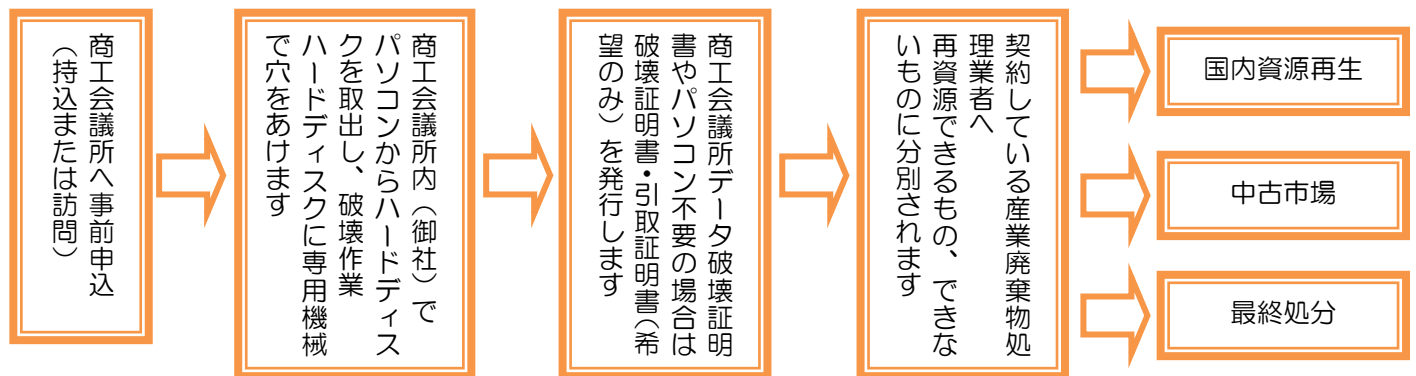 商工会議所へ事前申込
（持込または訪問）
商工会議所内（御社）で
パソコンからハードディス
クを取出し、破壊作業
ハードディスクに専用機械
で穴をあけます
商工会議所データ破壊証明
書やパソコン不要の場合は
破壊証明書・引取証明書（希
望のみ）を発行します
契約している産業廃棄物処
理業者へ
再資源できるもの、できな
いものに分別されます
国内資源再生
中古市場
最終処分